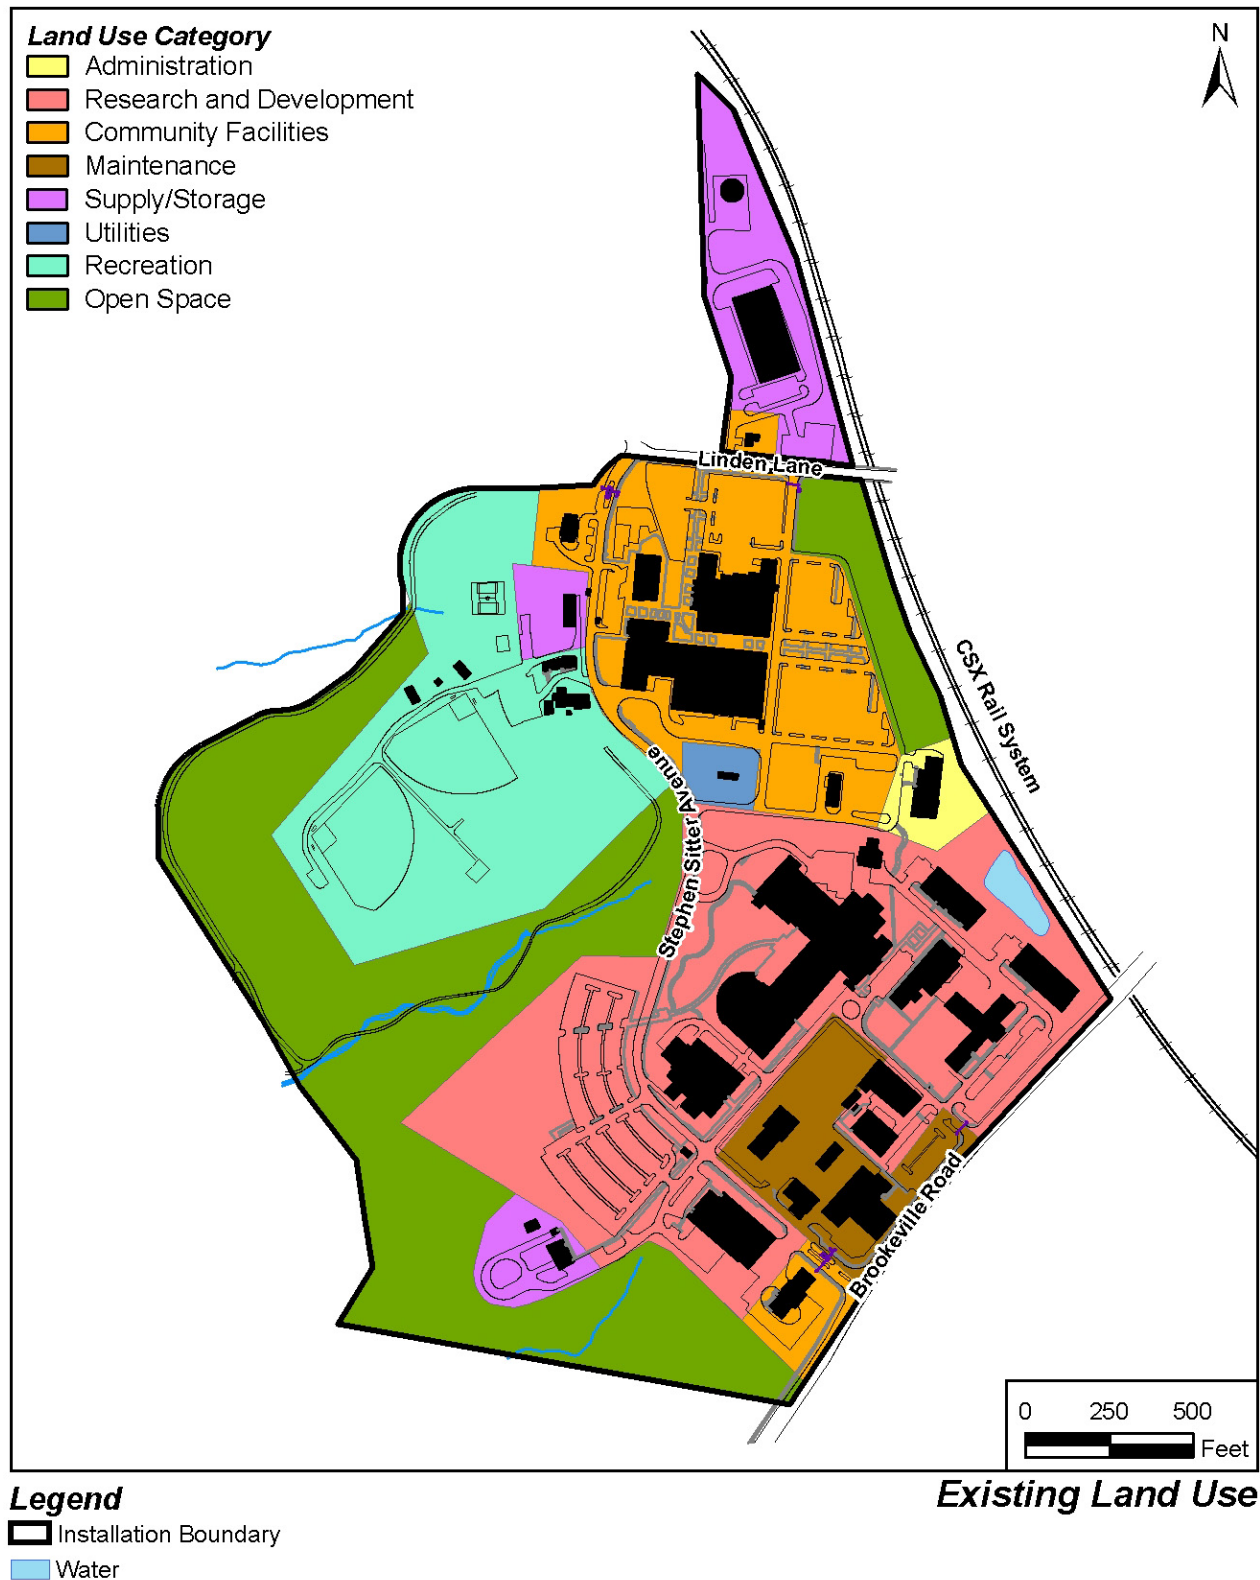 Land Use Category
Administration
Research and Development
Community Facilities
Maintenance
Supply/Storage
Utilities
Recreation
Open Space
N
Linden Lane
CSX Rail System
Stephen Sitter Avenue
Brookeville Road
0 250 500
Feet
Existing Land Use
Legend
Installation Boundary
Water